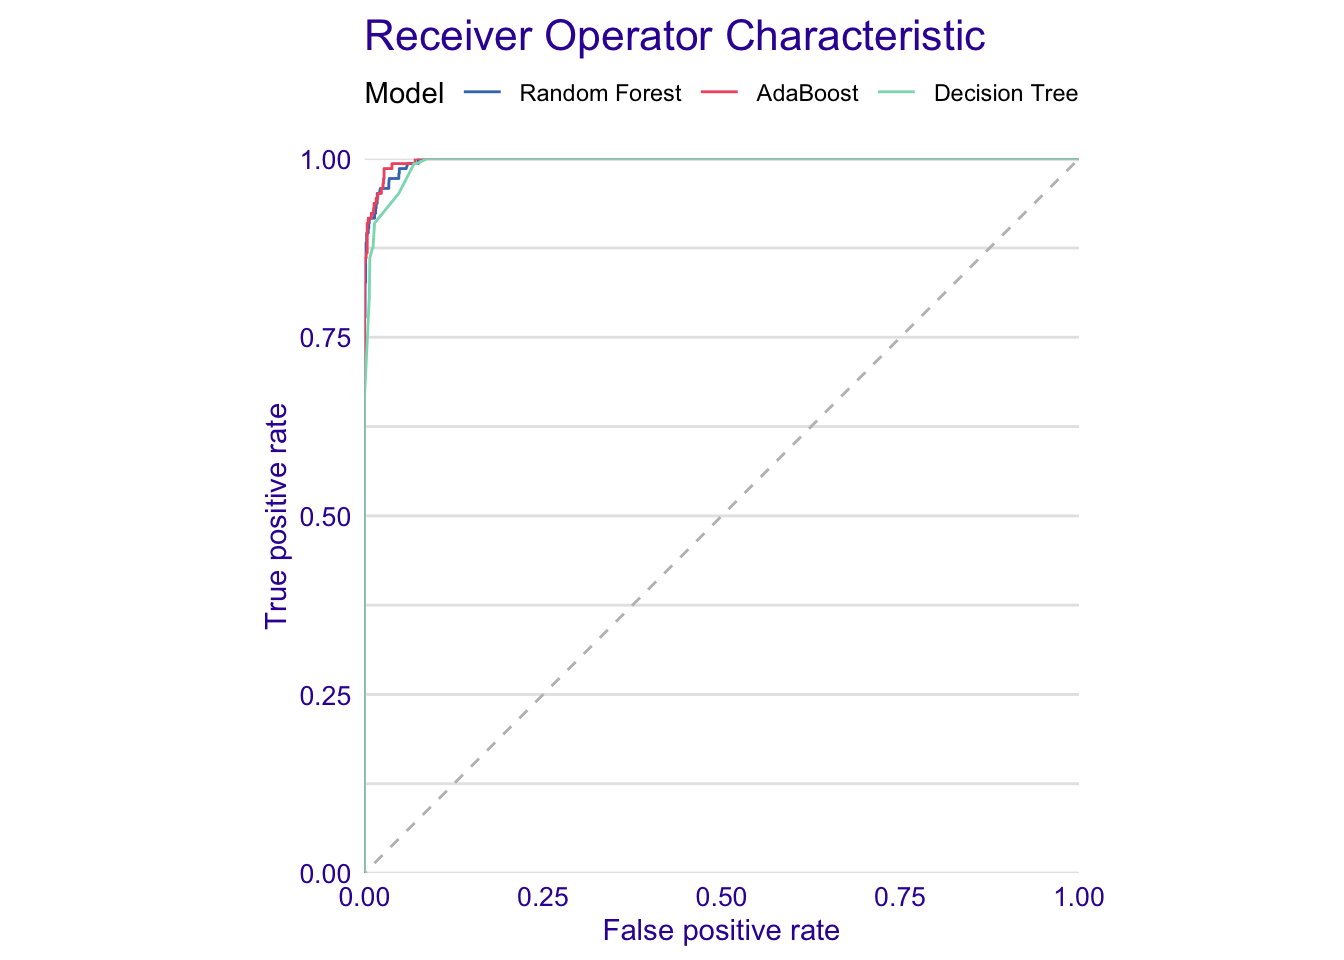 Receiver Operator Characteristic
Model Random Forest AdaBoost Decision Tree
1.00
0.75
0.50
0.25
0.00
True positive rate
0.00 0.25 0.50 0.75 1.00
False positive rate